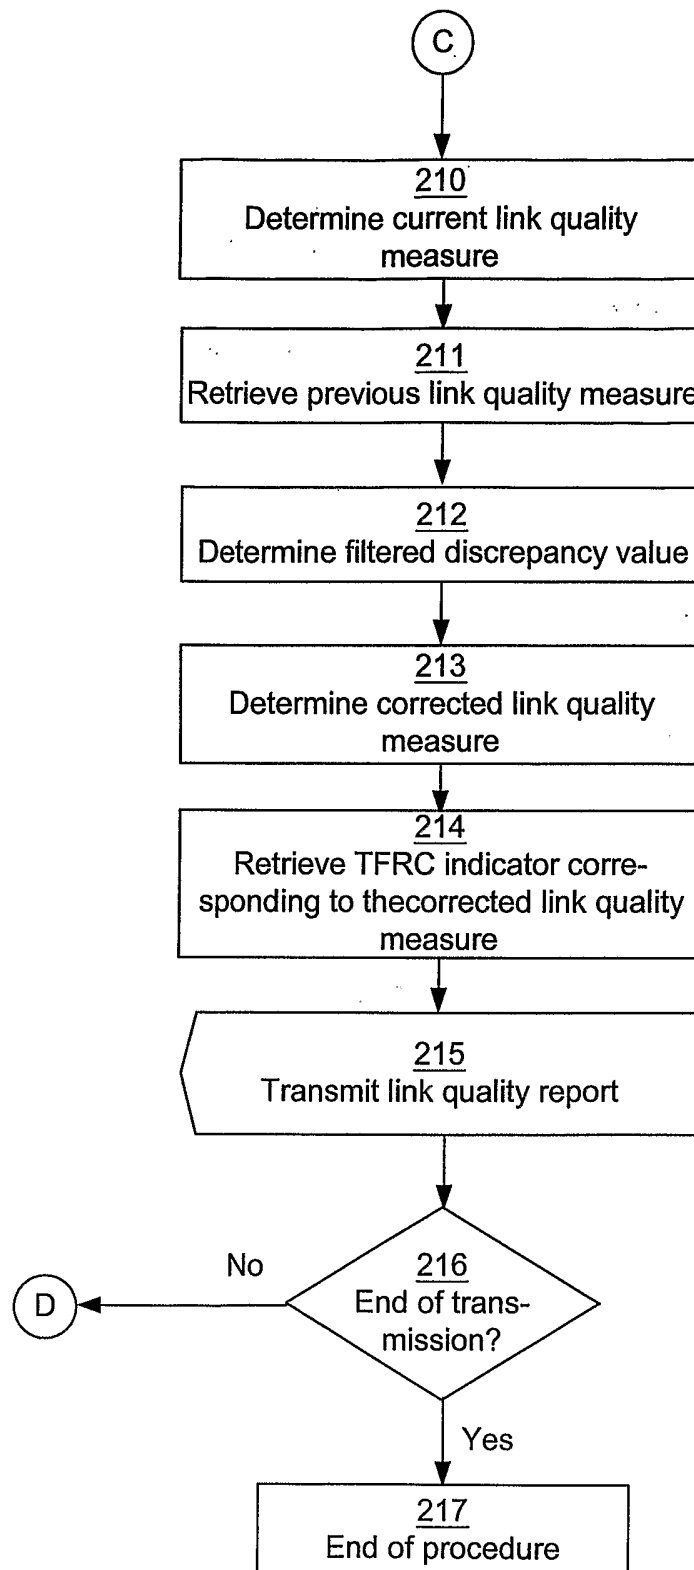 C
210
Determine current link quality
measure
211
Retrieve previous link quality measure
212
Determine filtered discrepancy value
213
Determine corrected link quality
measure
214
Retrieve TFRC indicator corre-
sponding to thecorrected link quality
measure
215
Transmit link quality report
No
216
D
End of trans-
mission?
Yes
217
End of procedure